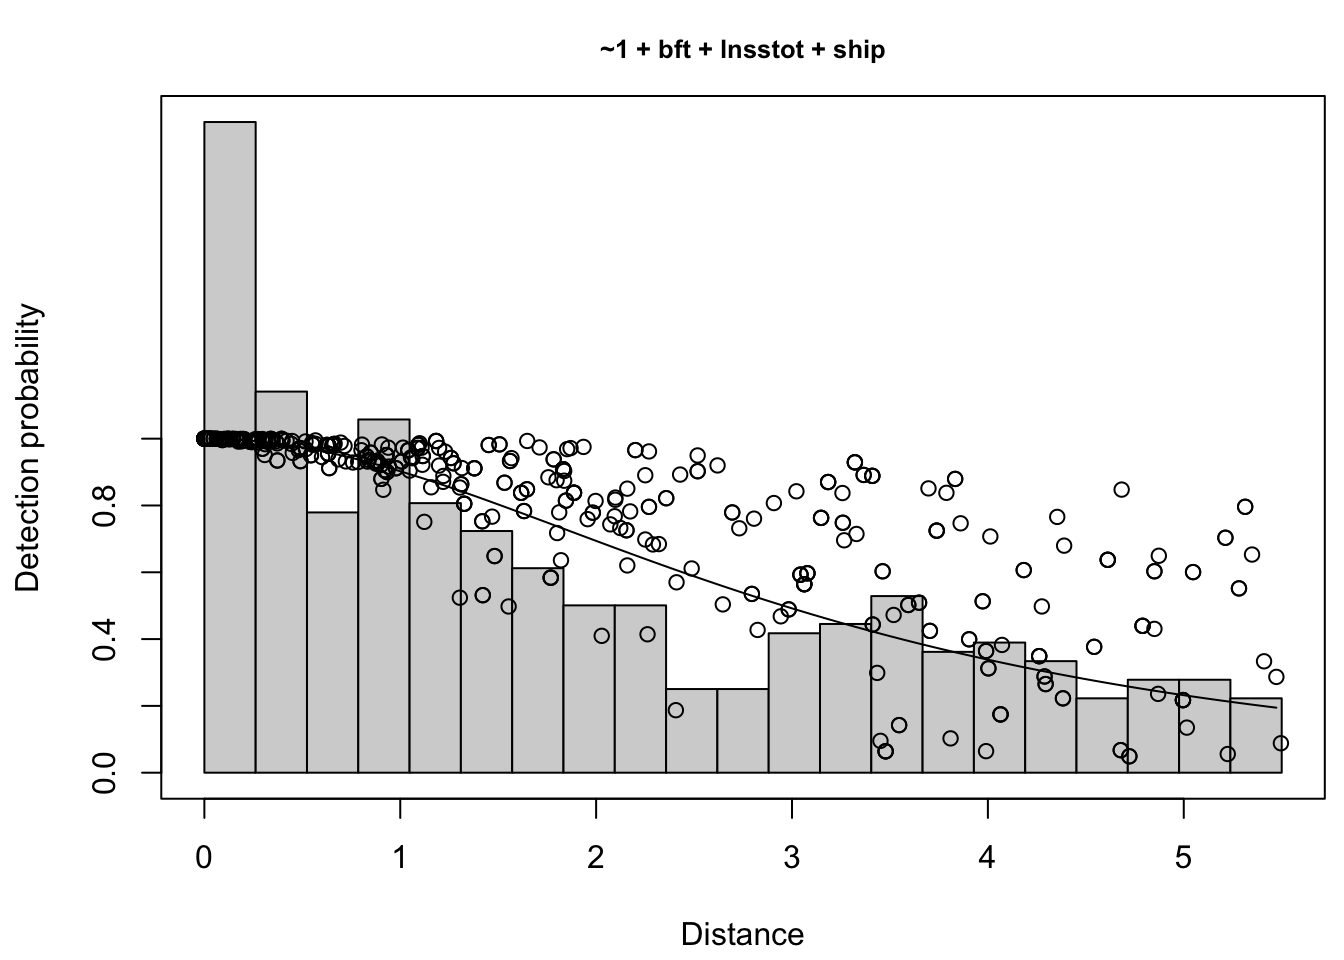 ~1 + bft + lnsstot + ship
Detection probability
0.8
0.4
0.0
0 1 2 3 4 5
Distance